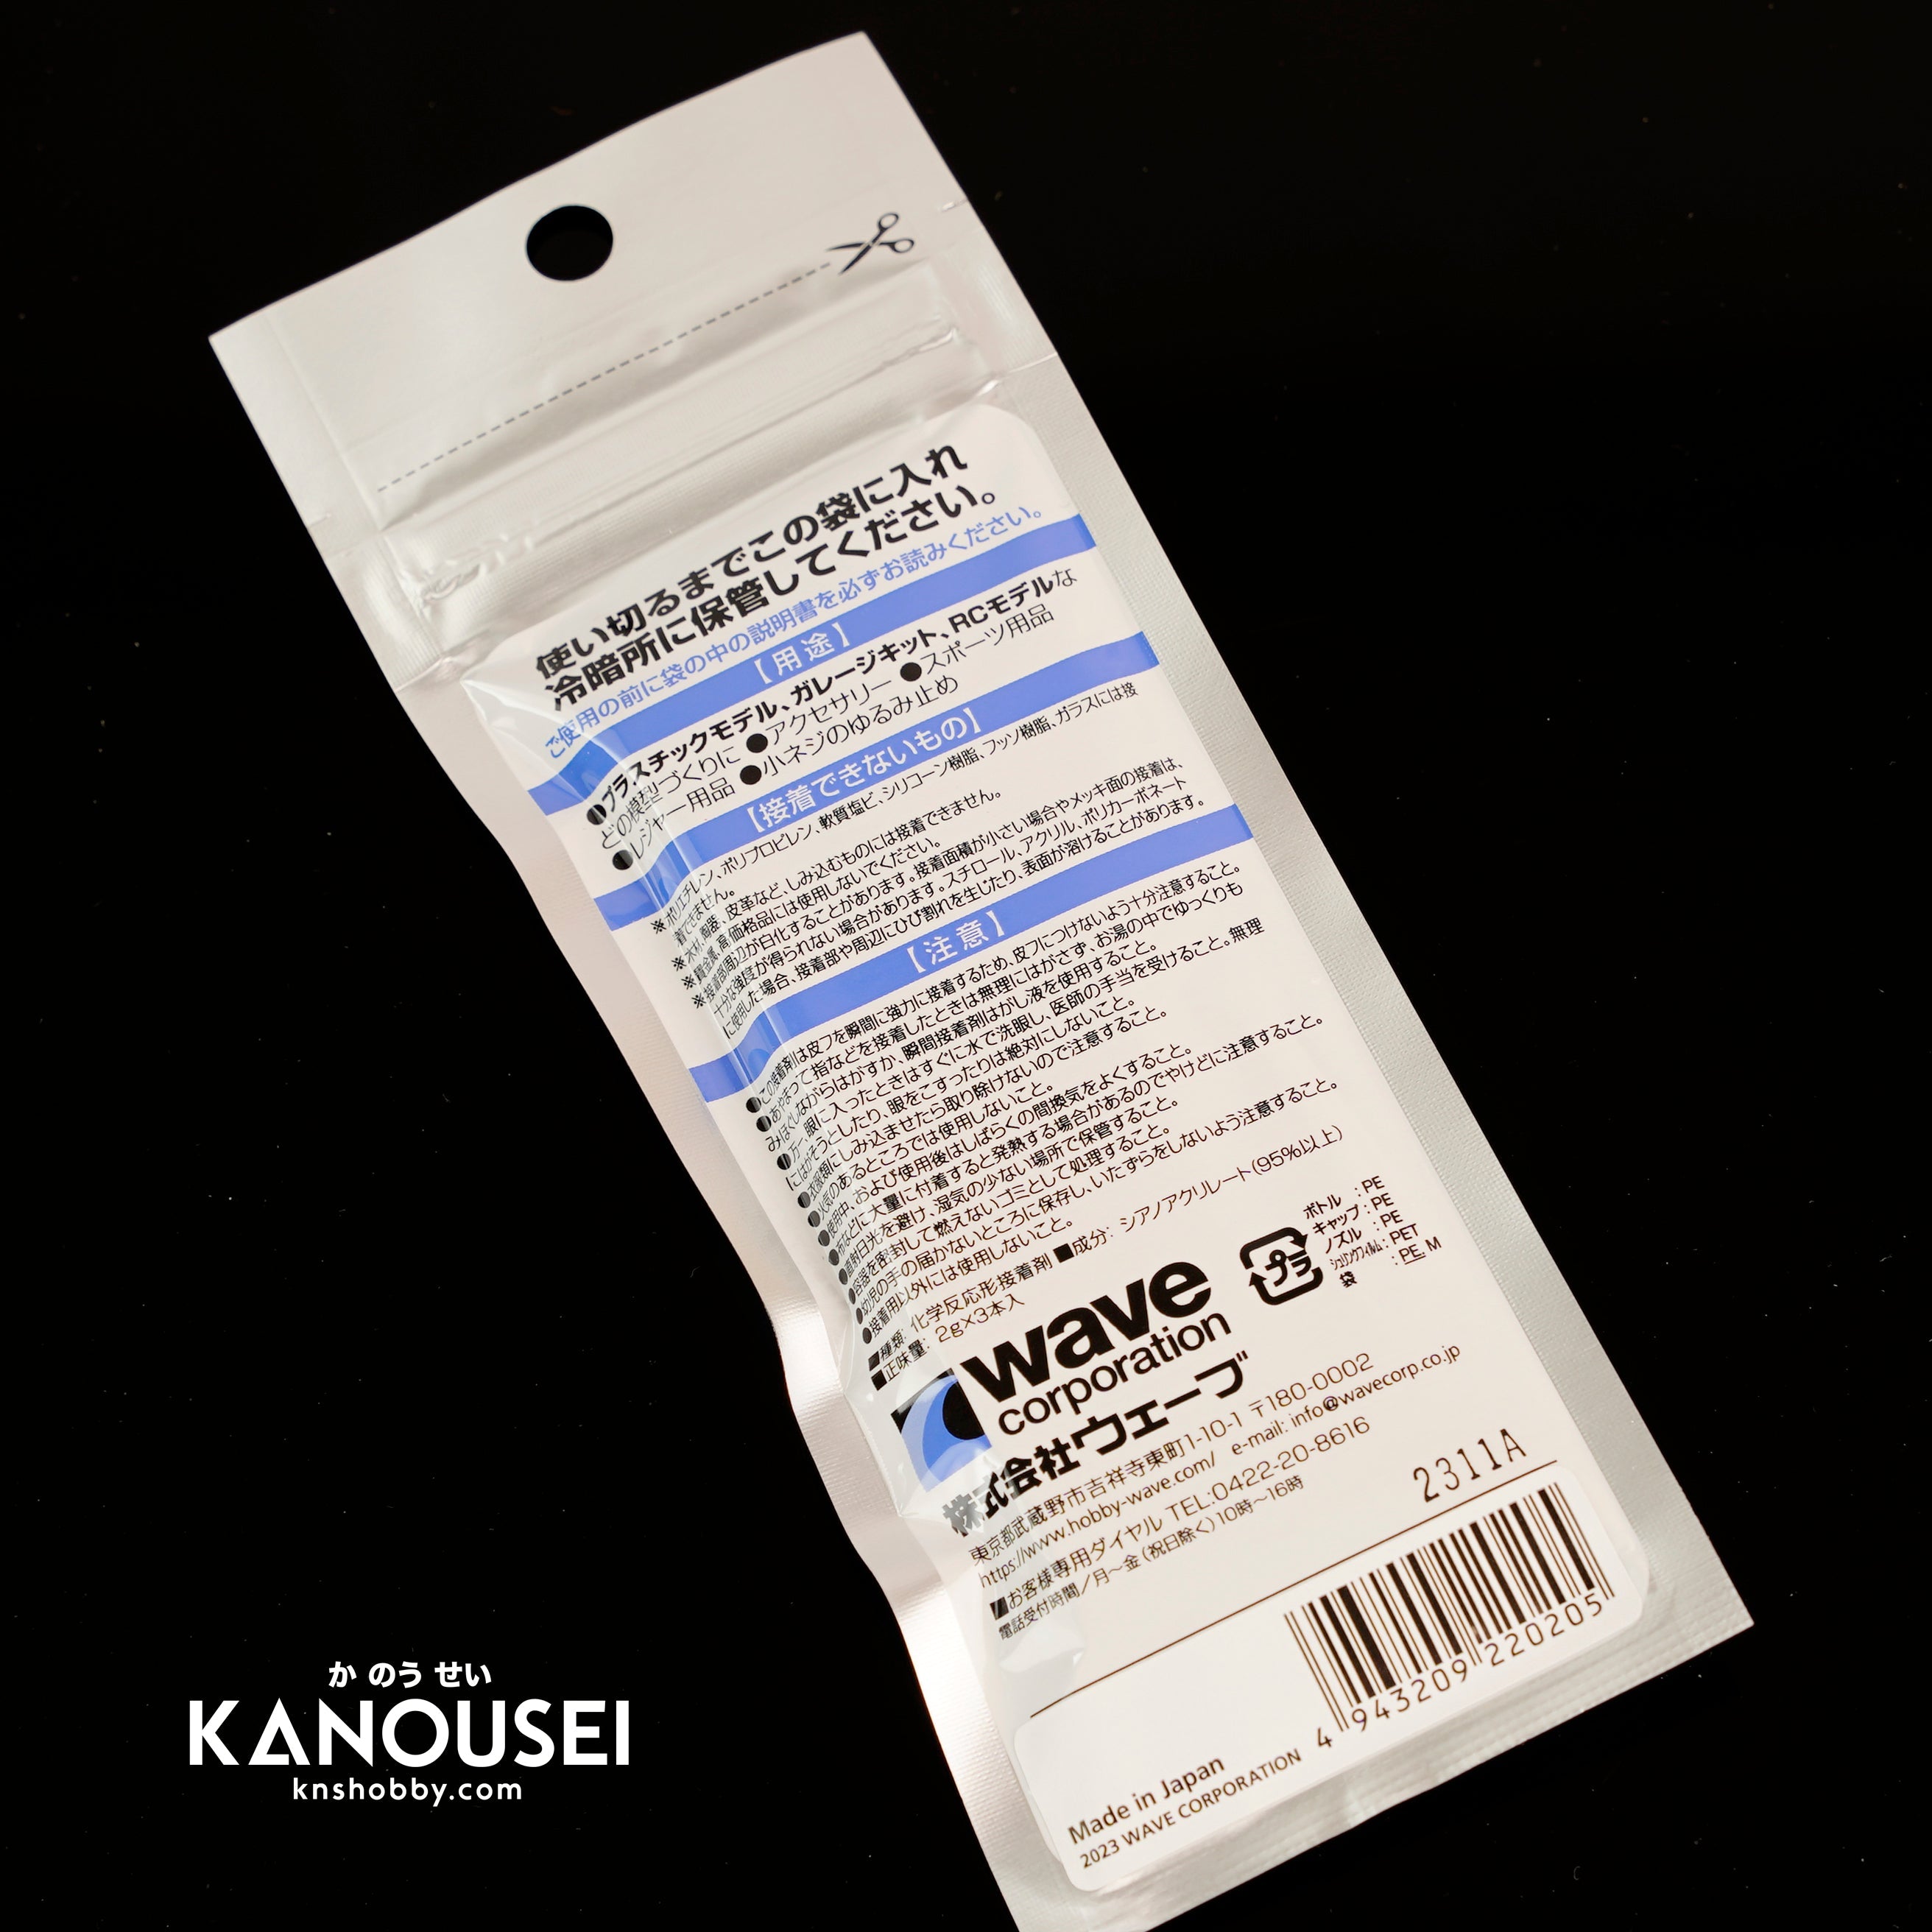 使い切るまでこの袋に入れ
冷暗所に保管してください。
ご使用の前に袋の中の説明書を必ずお読みください。
【用途】
●プラスチックモデル、ガレージキット、RCモデルな
どの模型づくりに ●アクセサリー ●スポーツ用品
●レジャー用品 ●小ネジのゆるみ止め
【接着できないもの】
※ポリエチレン、ポリプロピレン、軟質塩ビ、シリコーン樹脂、フッソ樹脂、ガラスには接
着できません。
※木材、陶器、皮革など、しみ込むものには接着できません。
※貴金属、高価格品には使用しないでください。
※接着部周辺が白化することがあります。接着面積が小さい場合やメッキ面の接着は、
十分な強度が得られない場合があります。スチロール、アクリル、ポリカーボネート
に使用した場合、接着部や周辺にひび割れを生じたり、表面が溶けることがあります。
【注意】
●この接着剤は皮フを瞬間に強力に接着するため、皮フにつけないよう十分注意すること。
●あやまって指などを接着したときは無理にはがさず、お湯の中でゆっくりも
みほぐしながらはがすか、瞬間接着剤はがし液を使用すること。
●万一、眼に入ったときはすぐに水で洗眼し、医師の手当を受けること。無理
にはがそうとしたり、眼をこすったりは絶対にしないこと。
●衣服類にしみ込ませたら取り除けないので注意すること。
●火気のあるところでは使用しないこと。
●使用中、および使用後はしばらくの間換気をよくすること。
●布などに大量に付着すると発熱する場合があるのでやけどに注意すること。
●直射日光を避け、湿気の少ない場所で保管すること。
●容器を密封して燃えないゴミとして処理すること。
●幼児の手の届かないところに保存し、いたずらをしないよう注意すること。
●接着用以外には使用しないこと。
■種類: 化学反応形接着剤 ■成分: シアノアクリレート(95%以上)
■正味量: 2g×3本入
プラ
ボトル : PE
キャップ : PE
ノズル : PE
シュリンクフィルム : PET
袋 : PE, M
wave
corporation
株式会社ウェーブ
東京都武蔵野市吉祥寺東町1-10-1 〒180-0002
https://www.hobby-wave.com/ e-mail: info@wavecorp.co.jp
■お客様専用ダイヤル TEL:0422-20-8616
電話受付時間/月〜金(祝日除く)10時〜16時
2311A
4 943209 220205
Made in Japan
2023 WAVE CORPORATION
か のう せい
KANOUSEI
knshobby.com